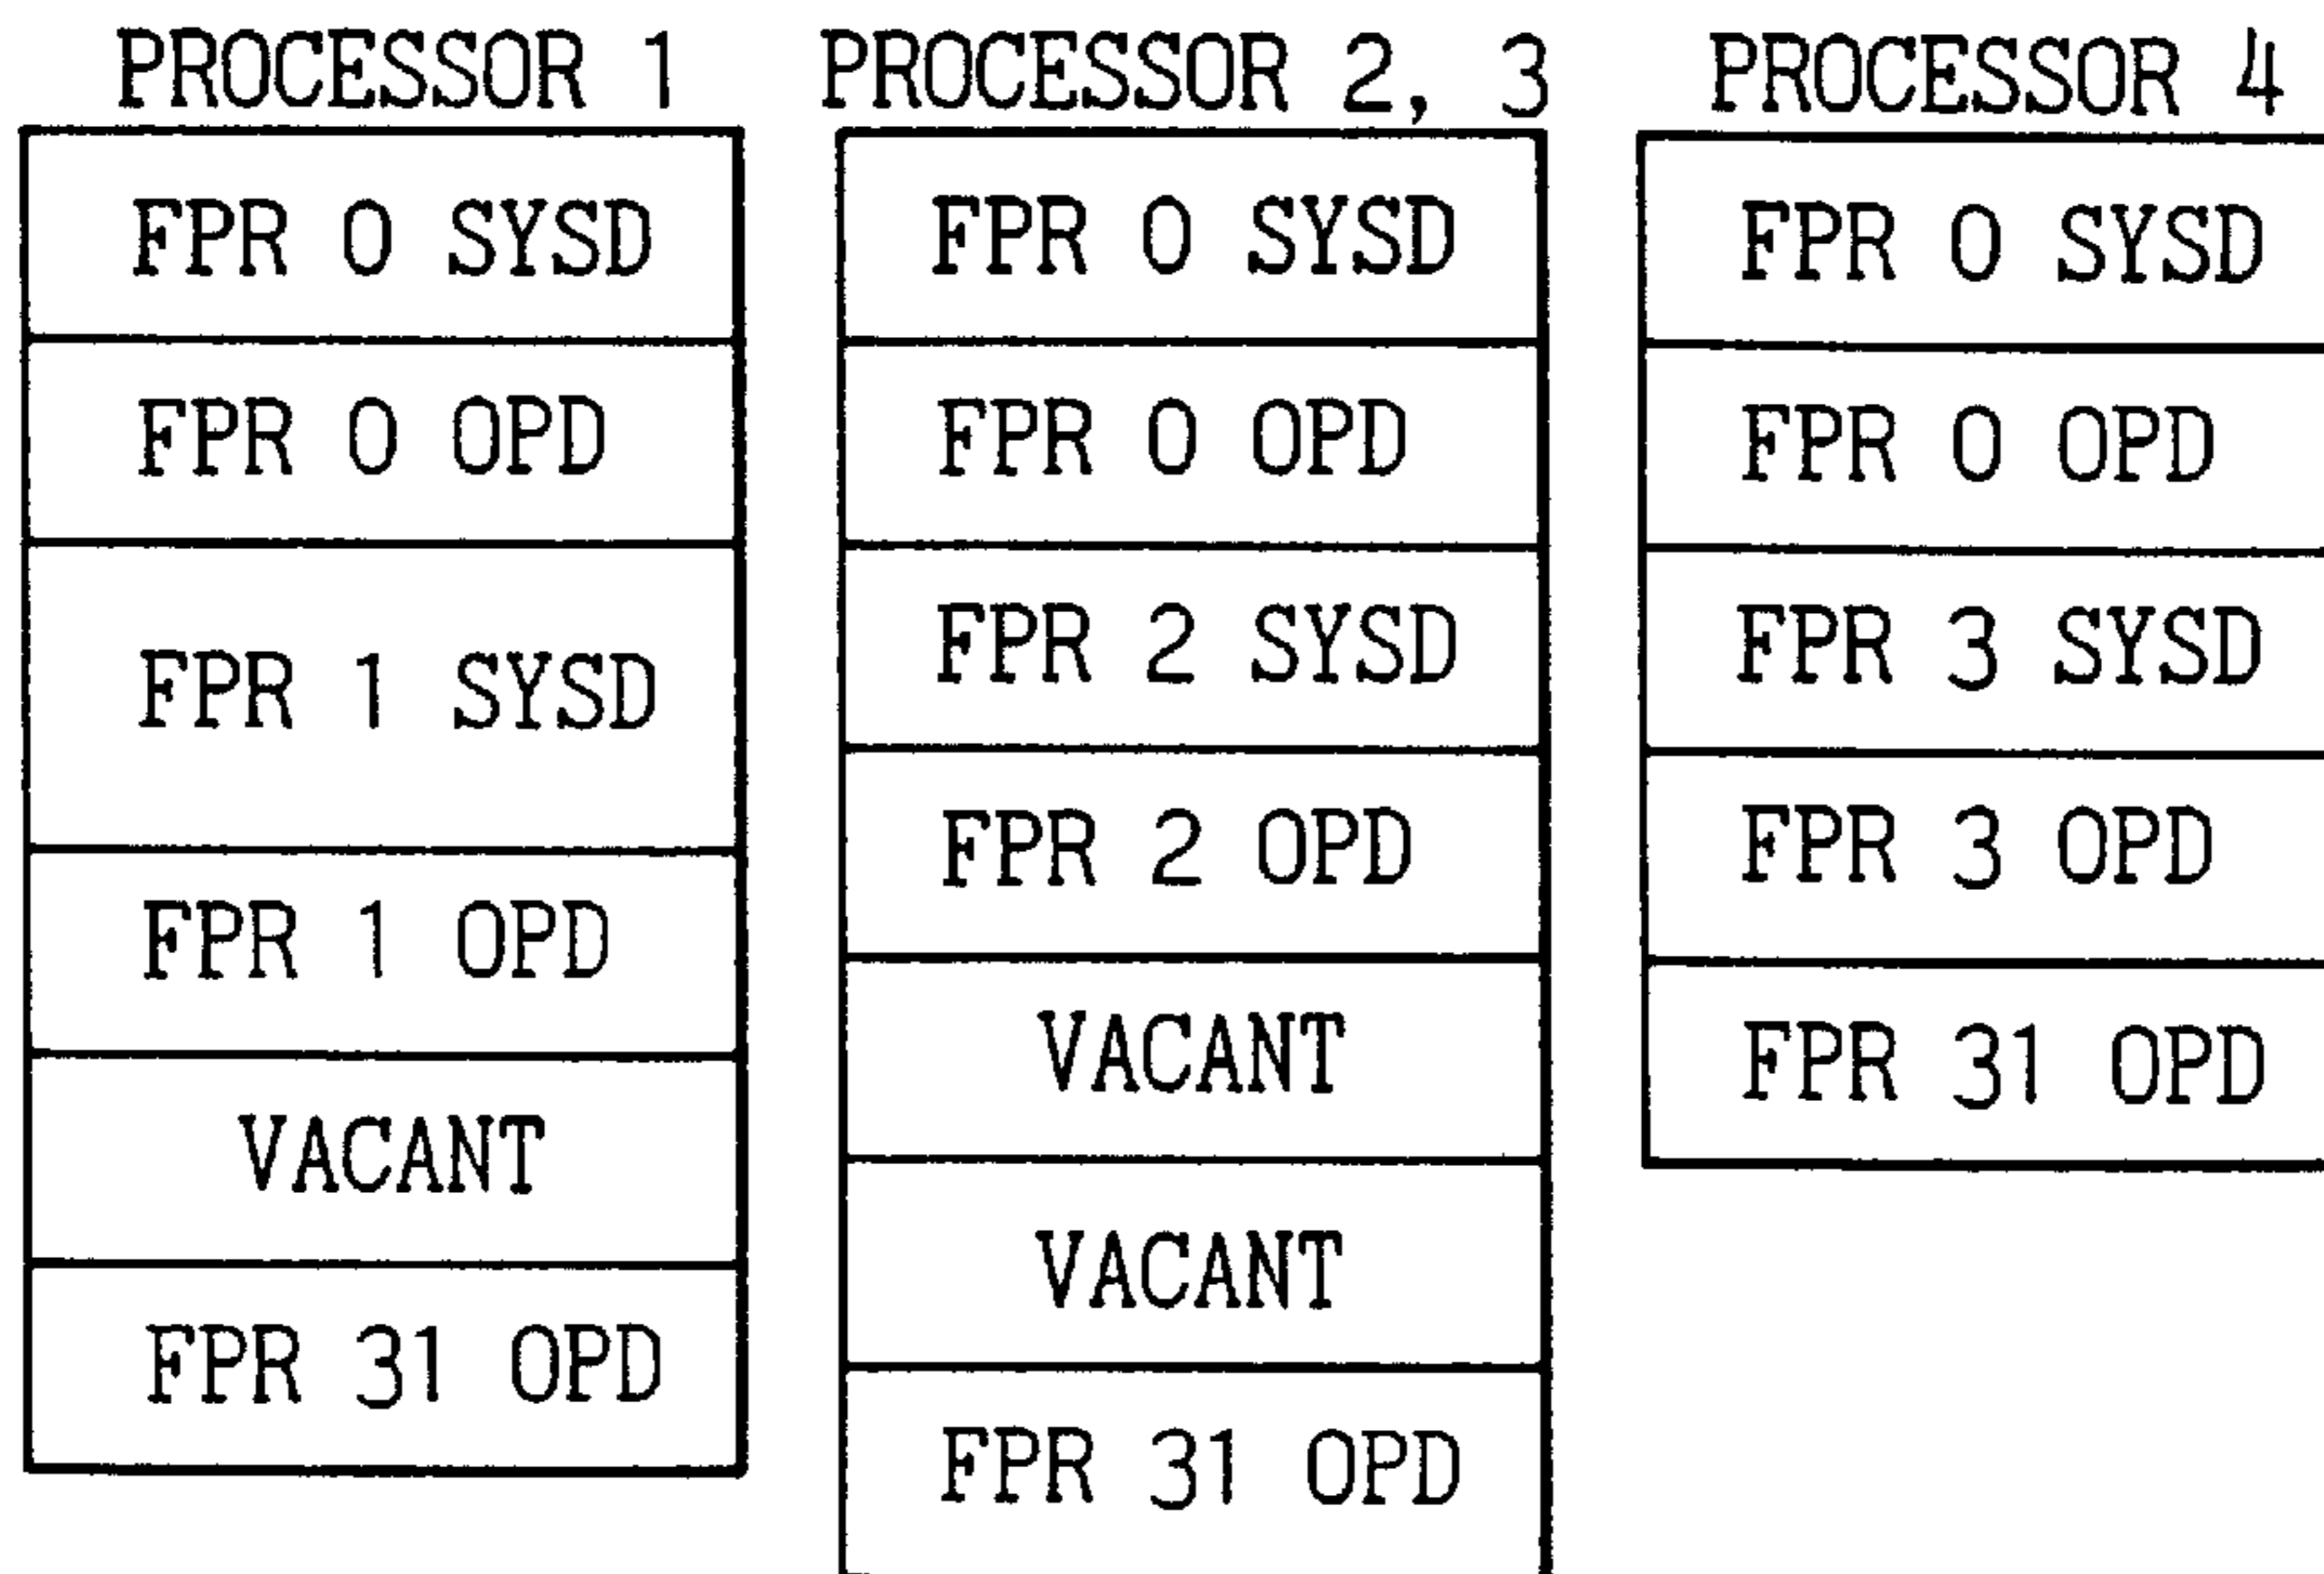 PROCESSOR 1
FPR 0 SYSD
FPR 0 OPD
FPR 1 SYSD
FPR 1 OPD
VACANT
FPR 31 OPD
PROCESSOR 2, 3
FPR 0 SYSD
FPR 0 OPD
FPR 2 SYSD
FPR 2 OPD
VACANT
VACANT
FPR 31 OPD
PROCESSOR 4
FPR 0 SYSD
FPR 0 OPD
FPR 3 SYSD
FPR 3 OPD
FPR 31 OPD